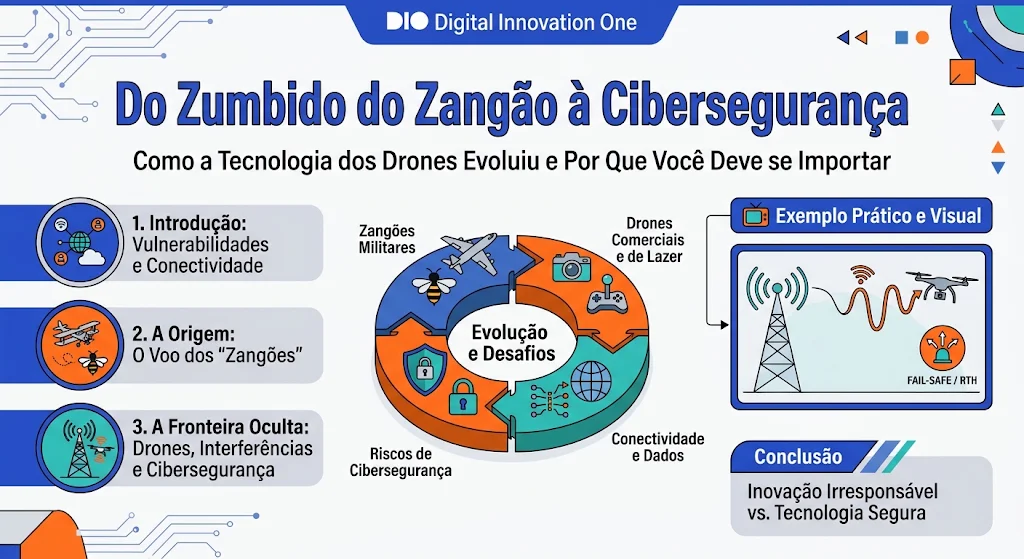 DIO Digital Innovation One
Do Zumbido do Zangão à Cibersegurança
Como a Tecnologia dos Drones Evoluiu e Por Que Você Deve se Importar
1. Introdução:
Vulnerabilidades
e Conectividade
2. A Origem:
O Voo dos “Zangões”
3. A Fronteira Oculta:
Drones, Interferências
e Cibersegurança
Zangões
Militares
Drones
Comerciais
e de Lazer
Evolução
e Desafios
Riscos de
Cibersegurança
Conectividade
e Dados
Exemplo Prático e Visual
FAIL-SAFE / RTH
Conclusão
Inovação Irresponsável
vs. Tecnologia Segura